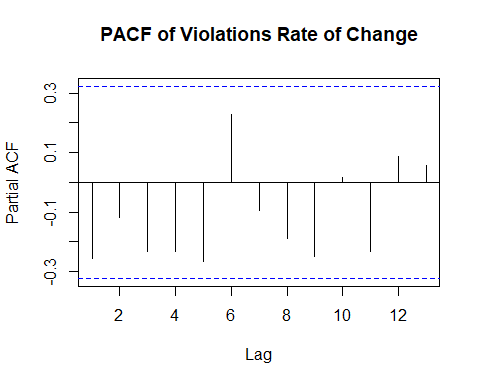 PACF of Violations Rate of Change
Partial ACF
0.3
0.1
-0.1
-0.3
2 4 6 8 10 12
Lag